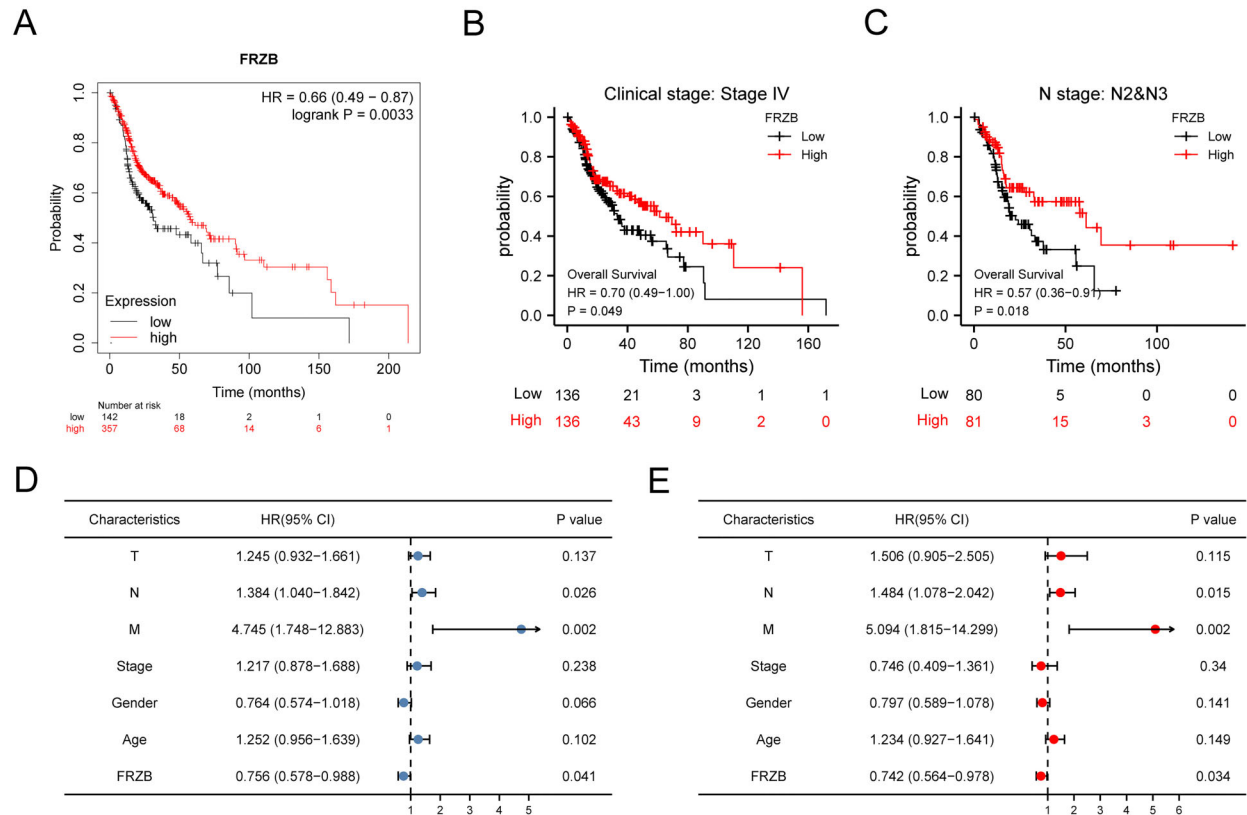 A
FRZB
HR = 0.66 (0.49 − 0.87)
logrank P = 0.0033
Probability
1.0
0.8
0.6
0.4
0.2
0.0
Expression
low
high
0 50 100 150 200
Time (months)
Number at risk
low 142 18 2 1 0
high 357 68 14 6 1
B
Clinical stage: Stage IV
FRZB
Low
High
probability
1.0
0.8
0.6
0.4
0.2
0.0
Overall Survival
HR = 0.70 (0.49−1.00)
P = 0.049
0 40 80 120 160
Time (months)
Low 136 21 3 1 1
High 136 43 9 2 0
C
N stage: N2&N3
FRZB
Low
High
probability
1.0
0.8
0.6
0.4
0.2
0.0
Overall Survival
HR = 0.57 (0.36−0.91)
P = 0.018
0 50 100
Time (months)
Low 80 5 0 0
High 81 15 3 0
D
Characteristics HR(95% CI) P value
T 1.245 (0.932−1.661) 0.137
N 1.384 (1.040−1.842) 0.026
M 4.745 (1.748−12.883) 0.002
Stage 1.217 (0.878−1.688) 0.238
Gender 0.764 (0.574−1.018) 0.066
Age 1.252 (0.956−1.639) 0.102
FRZB 0.756 (0.578−0.988) 0.041
1 2 3 4 5
E
Characteristics HR(95% CI) P value
T 1.506 (0.905−2.505) 0.115
N 1.484 (1.078−2.042) 0.015
M 5.094 (1.815−14.299) 0.002
Stage 0.746 (0.409−1.361) 0.34
Gender 0.797 (0.589−1.078) 0.141
Age 1.234 (0.927−1.641) 0.149
FRZB 0.742 (0.564−0.978) 0.034
1 2 3 4 5 6